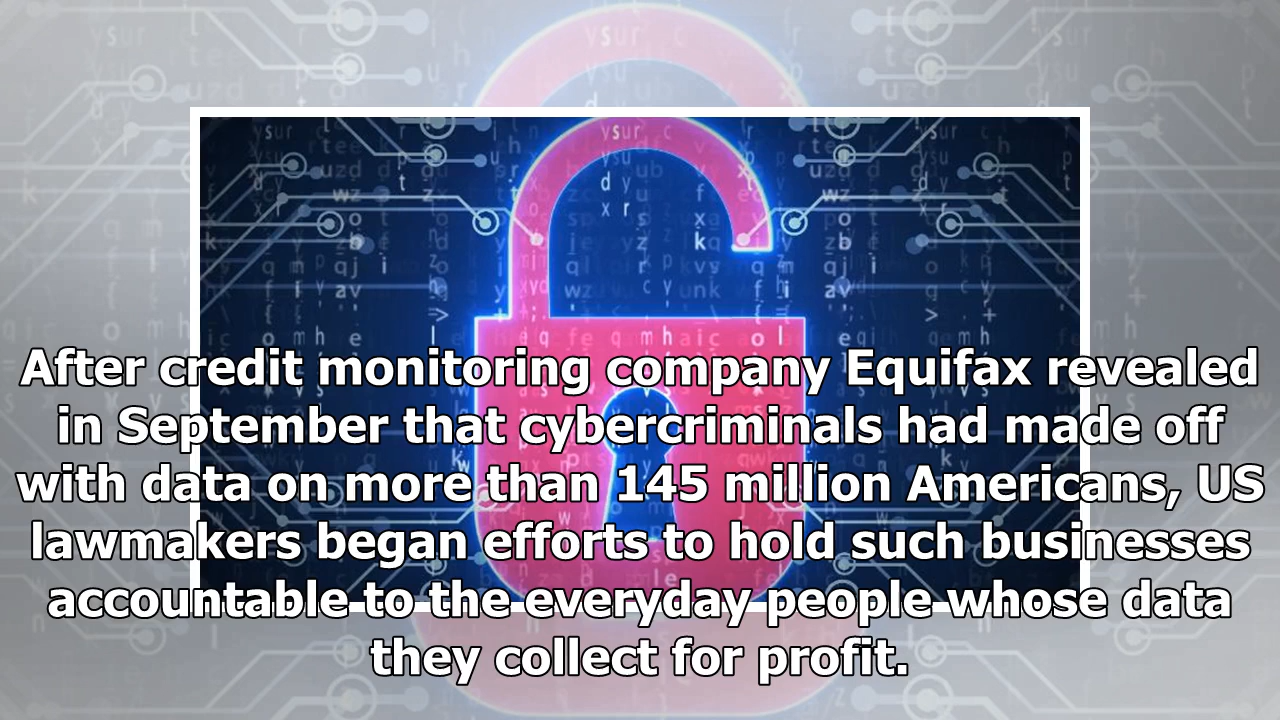 After credit monitoring company Equifax revealed
in September that cybercriminals had made off
with data on more than 145 million Americans, US
lawmakers began efforts to hold such businesses
accountable to the everyday people whose data
they collect for profit.